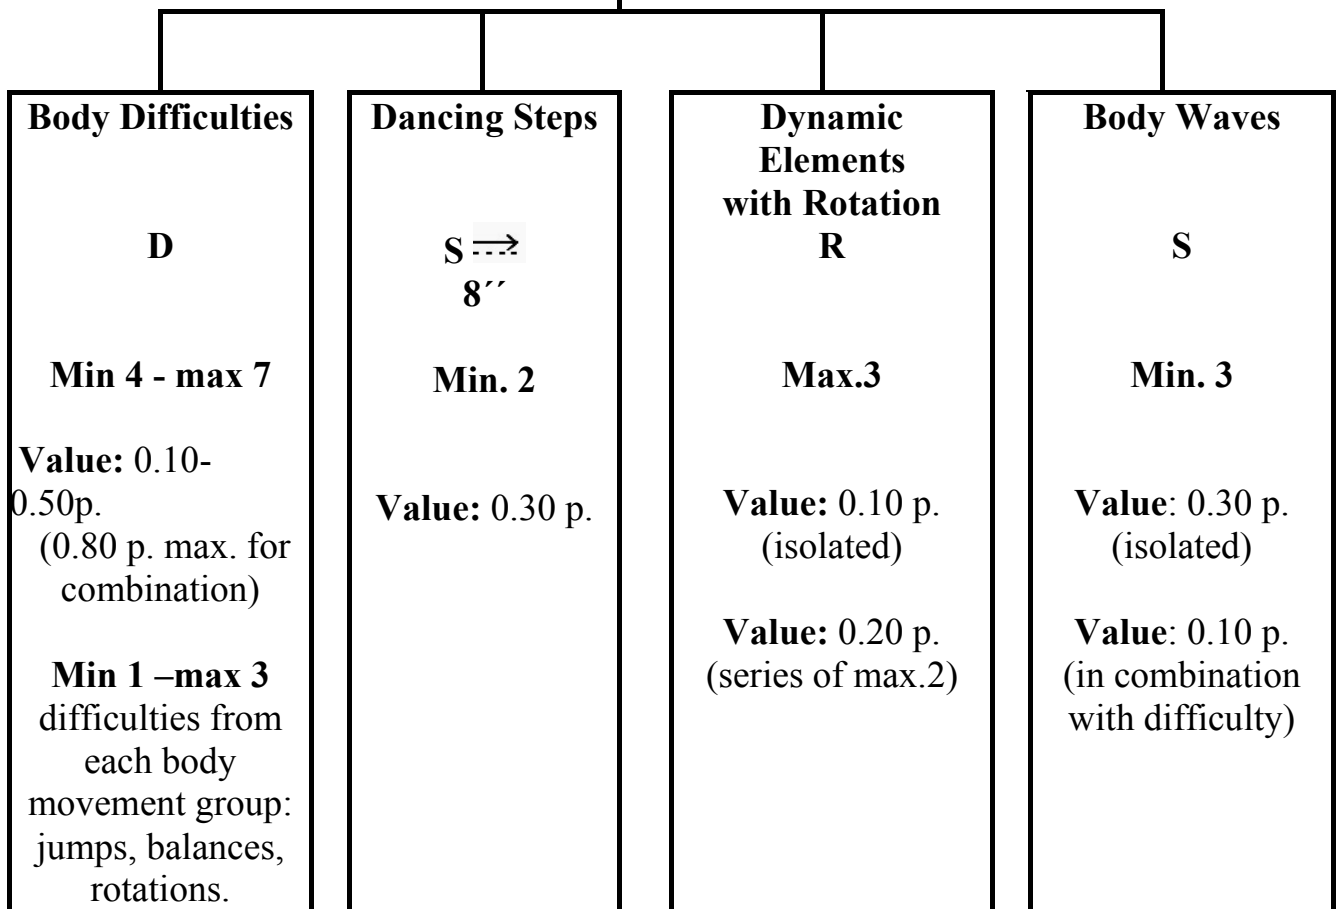 Body Difficulties
D
Min 4 - max 7
Value: 0.10-
0.50p.
(0.80 p. max. for
combination)
Min 1 –max 3
difficulties from
each body
movement group:
jumps, balances,
rotations.
Dancing Steps
S
8´´
Min. 2
Value: 0.30 p.
Dynamic
Elements
with Rotation
R
Max.3
Value: 0.10 p.
(isolated)
Value: 0.20 p.
(series of max.2)
Body Waves
S
Min. 3
Value: 0.30 p.
(isolated)
Value: 0.10 p.
(in combination
with difficulty)